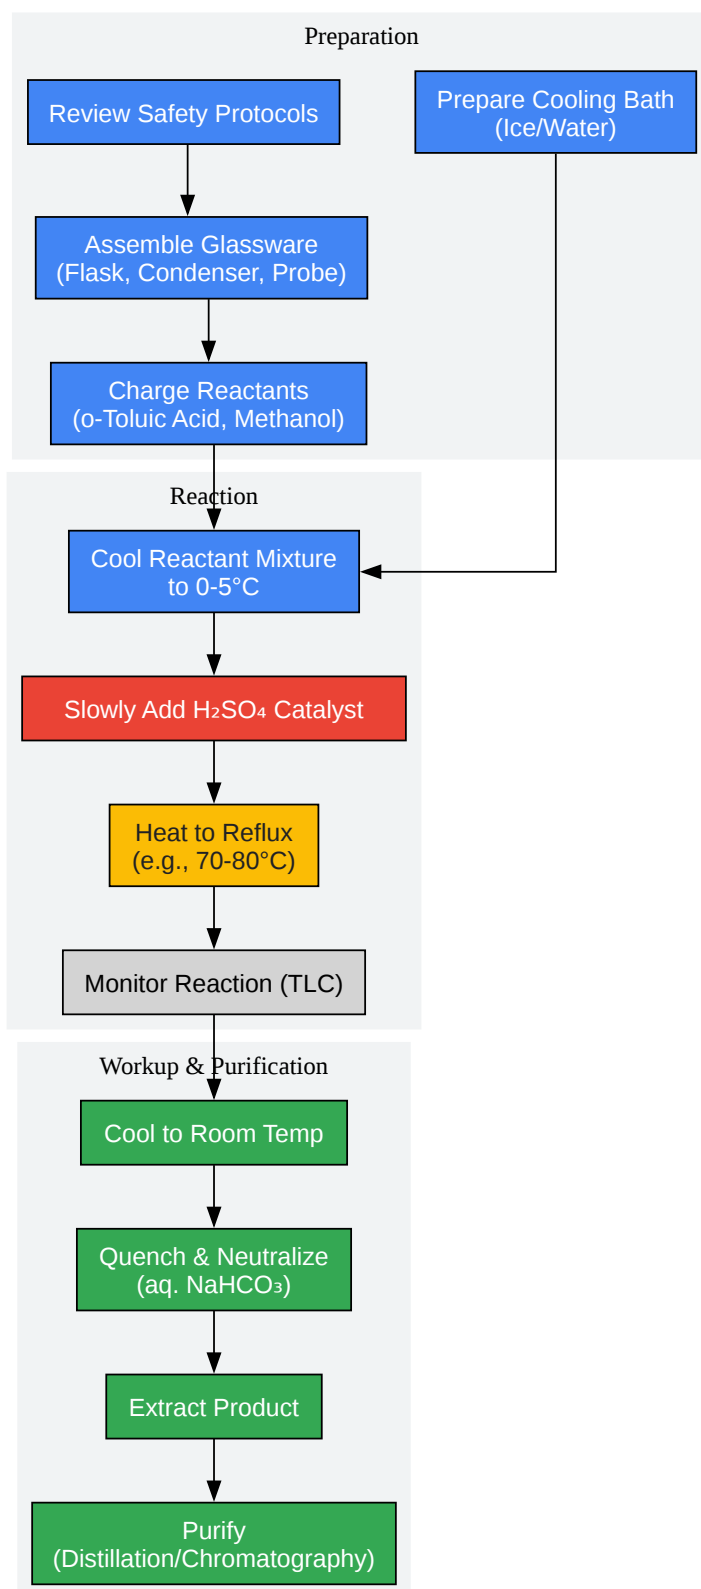 Preparation
Review Safety Protocols
Prepare Cooling Bath
(Ice/Water)
Assemble Glassware
(Flask, Condenser, Probe)
Charge Reactants
(o-Toluic Acid, Methanol)
Reaction
Cool Reactant Mixture
to 0-5°C
Slowly Add H₂SO₄ Catalyst
Heat to Reflux
(e.g., 70-80°C)
Monitor Reaction (TLC)
Workup & Purification
Cool to Room Temp
Quench & Neutralize
(aq. NaHCO₃)
Extract Product
Purify
(Distillation/Chromatography)